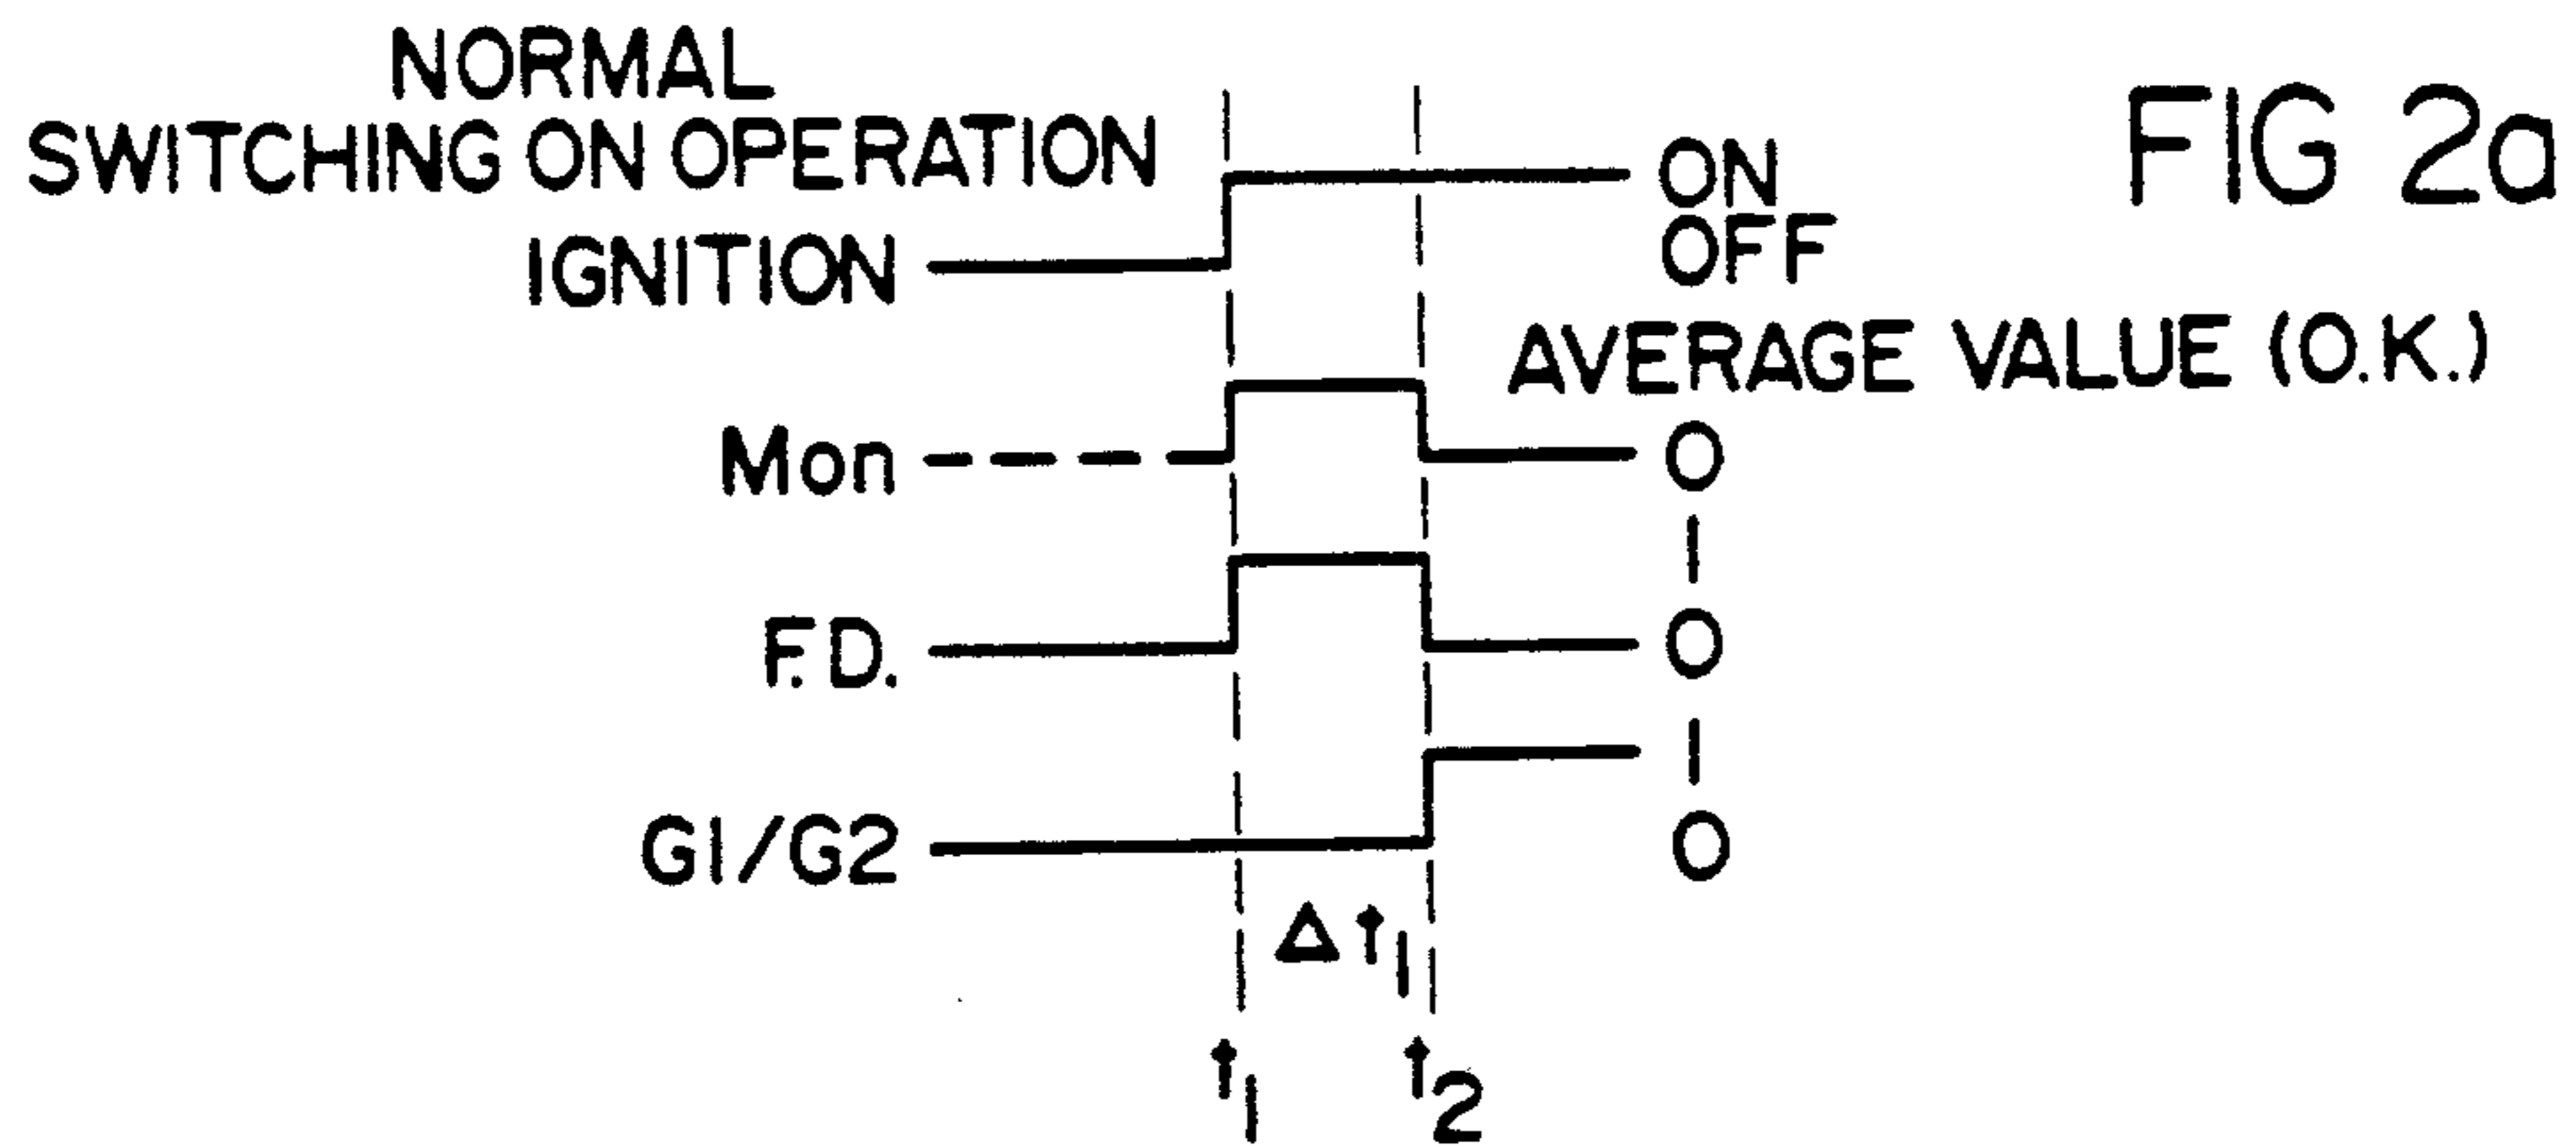 NORMAL
SWITCHING ON OPERATION
FIG 2a
IGNITION
ON
OFF
AVERAGE VALUE (O.K.)
Mon
O
F.D.
O
G1/G2
O
Δt₁
t₁
t₂